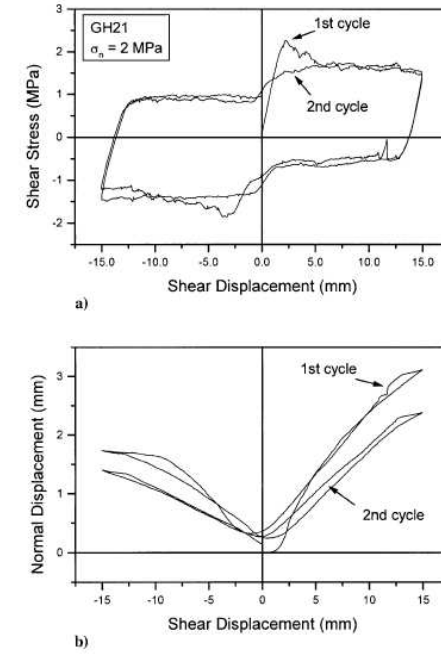 3
2
1
0
-1
-2
Shear Stress (MPa)
GH21
σn = 2 MPa
1st cycle
2nd cycle
-15.0 -10.0 -5.0 0.0 5.0 10.0 15.0
Shear Displacement (mm)
a)
3
2
1
0
Normal Displacement (mm)
1st cycle
2nd cycle
-15 -10 -5 0 5 10 15
Shear Displacement (mm)
b)